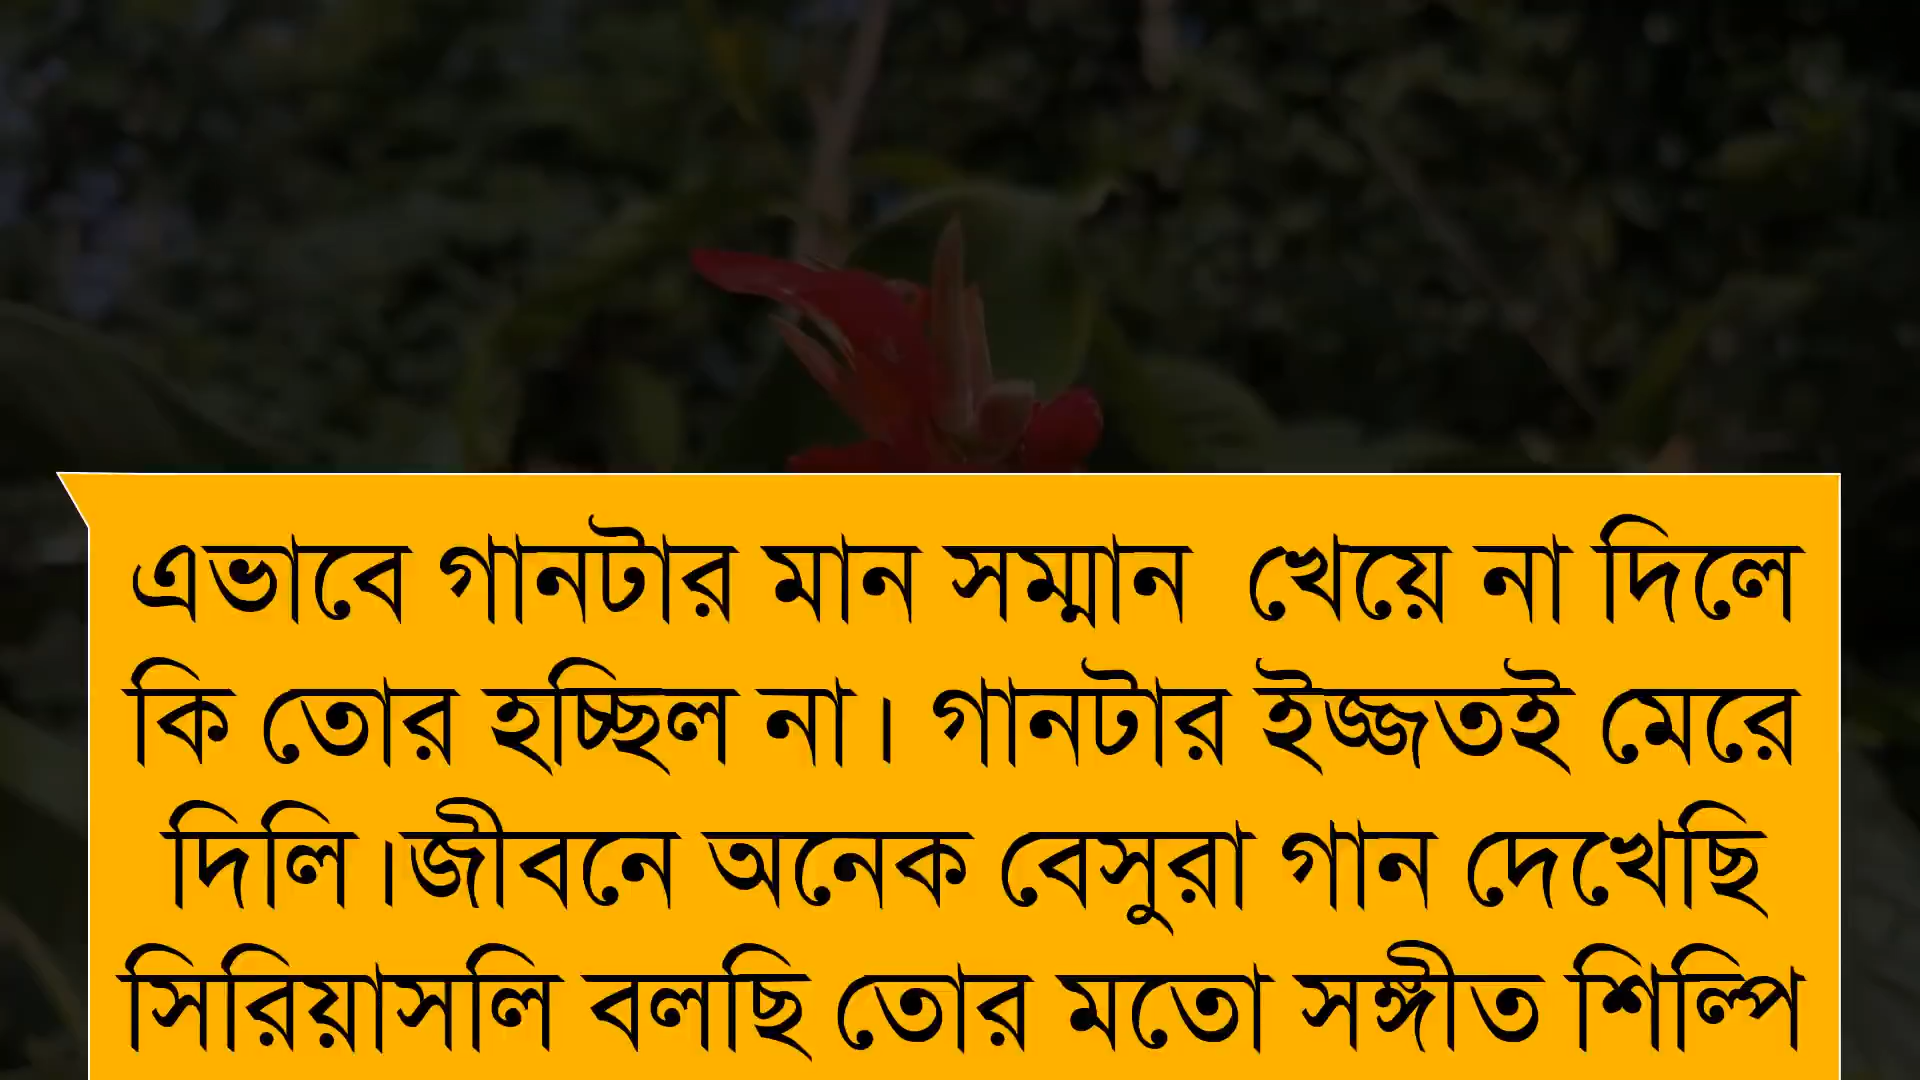 এভাবে গানটার মান সম্মান  খেয়ে না দিলে
কি তোর হচ্ছিল না। গানটার ইজ্জতই মেরে
দিলি।জীবনে অনেক বেসুরা গান দেখেছি
সিরিয়াসলি বলছি তোর মতো সঙ্গীত শিল্পি